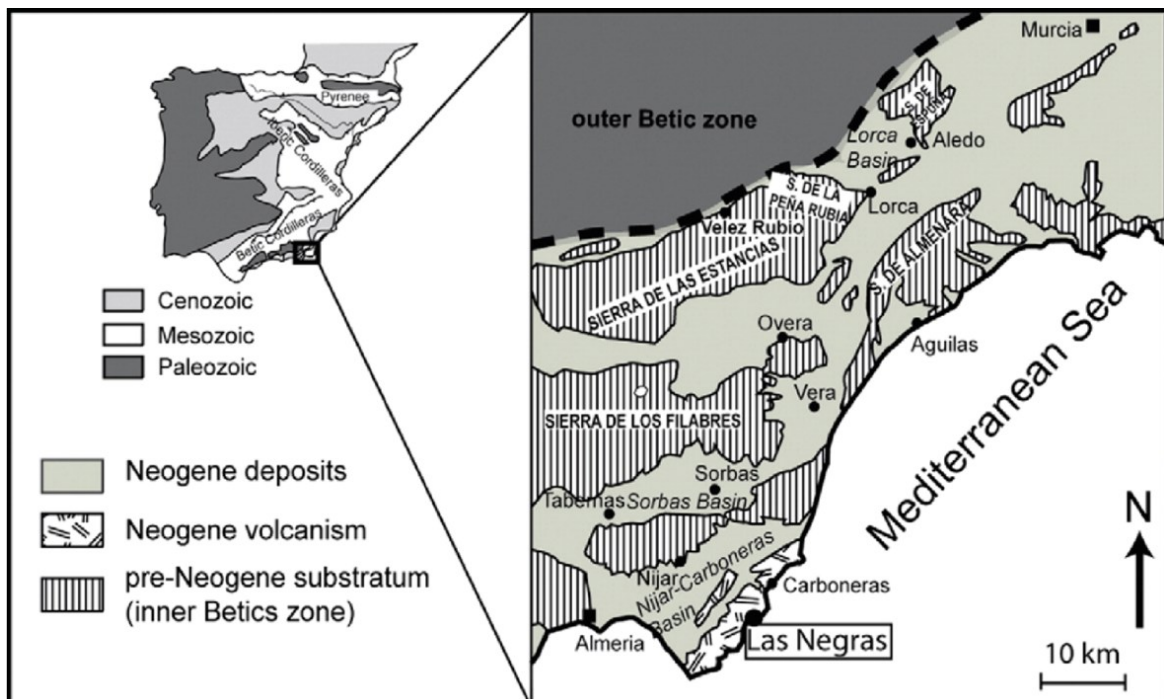 Pyrenee
Iberic Cordilleras
Betic Cordilleras
Cenozoic
Mesozoic
Paleozoic
Neogene deposits
Neogene volcanism
pre-Neogene substratum
(inner Betics zone)
Murcia
outer Betic zone
S. DE
ESPUÑA
Lorca
Basin
Aledo
S. DE LA
PEÑA RUBIA
Lorca
Velez Rubio
SIERRA DE LAS ESTANCIAS
S. DE ALMENARA
Overa
Aguilas
Vera
SIERRA DE LOS FILABRES
Mediterranean Sea
Sorbas
Tabernas
Sorbas Basin
Nijar
Nijar-Carboneras
Basin
Carboneras
Almeria
Las Negras
N
10 km